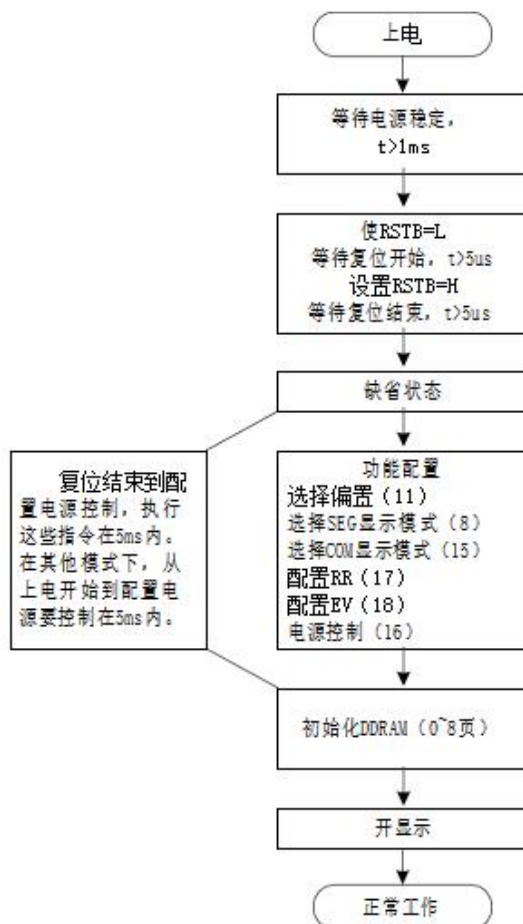 上电
等待电源稳定，
t>1ms
使RSTB=L
等待复位开始，t>5us
设置RSTB=H
等待复位结束，t>5us
缺省状态
复位结束到配
置电源控制，执行
这些指令在5ms内。
在其他模式下，从
上电开始到配置电
源要控制在5ms内。
功能配置
选择偏置（11）
选择SEG显示模式（8）
选择COM显示模式（15）
配置RR（17）
配置EV（18）
电源控制（16）
初始化DDRAM（0~8页）
开显示
正常工作